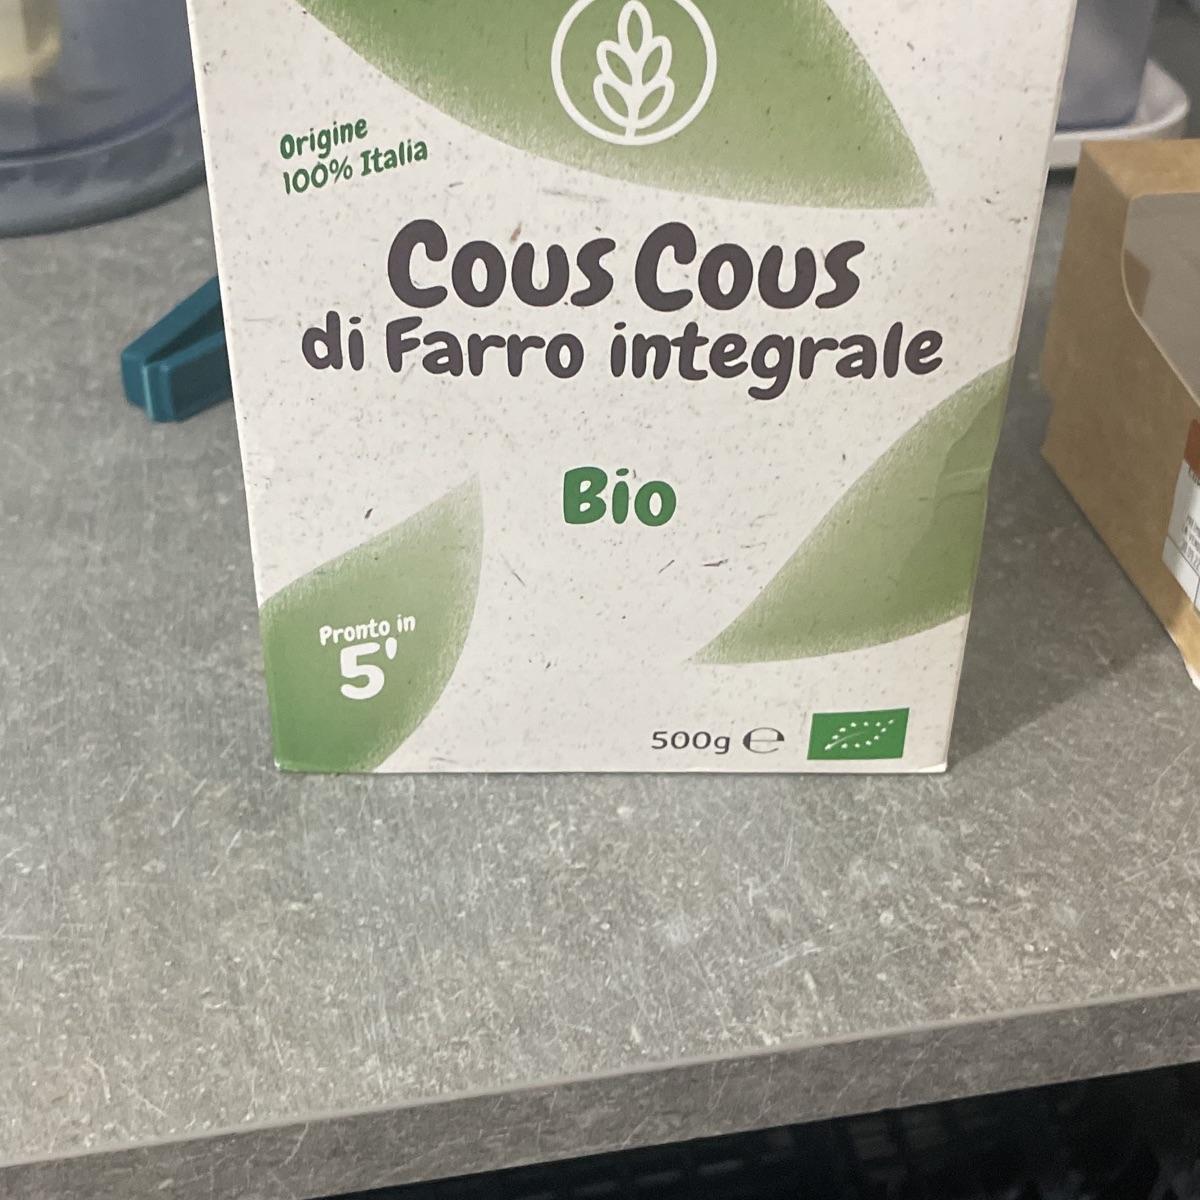 Origine
100% Italia
Cous Cous
di Farro integrale
Bio
Pronto in
5'
500g ℮